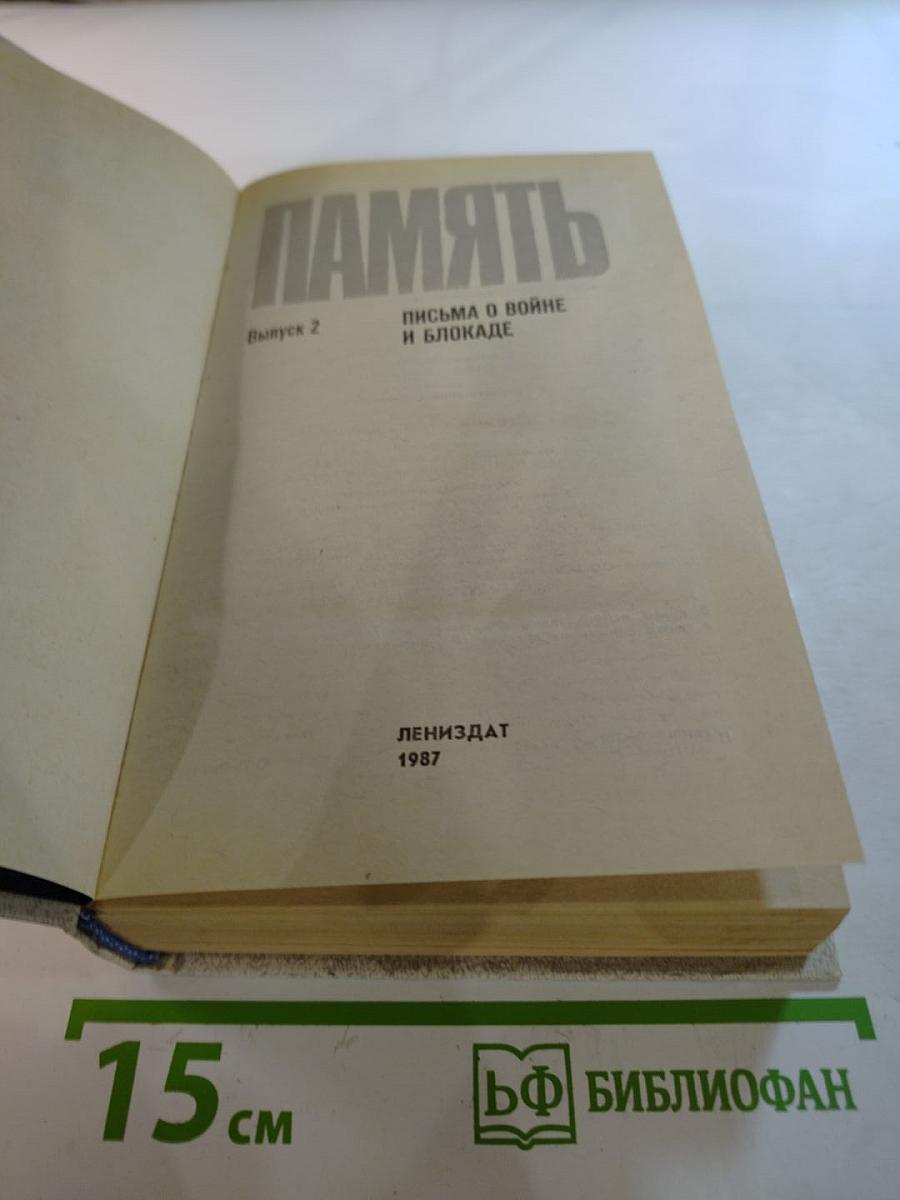 ПАМЯТЬ
Выпуск 2
ПИСЬМА О ВОЙНЕ
И БЛОКАДЕ
ЛЕНИЗДАТ
1987
15 см
ЬФ БИБЛИОФАН